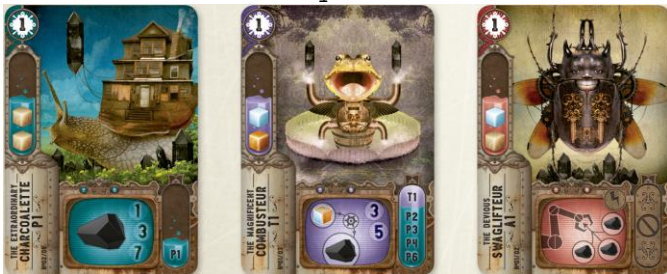 1
THE EXTRAORDINARY
CHARCOALETTE
P1
1
3
7
P1
1
THE MAGNIFICENT
COMBUSTEUR
T1
3
5
T1
P2
P3
P4
P6
1
THE DEVIOUS
SWAGLIFTEUR
A1